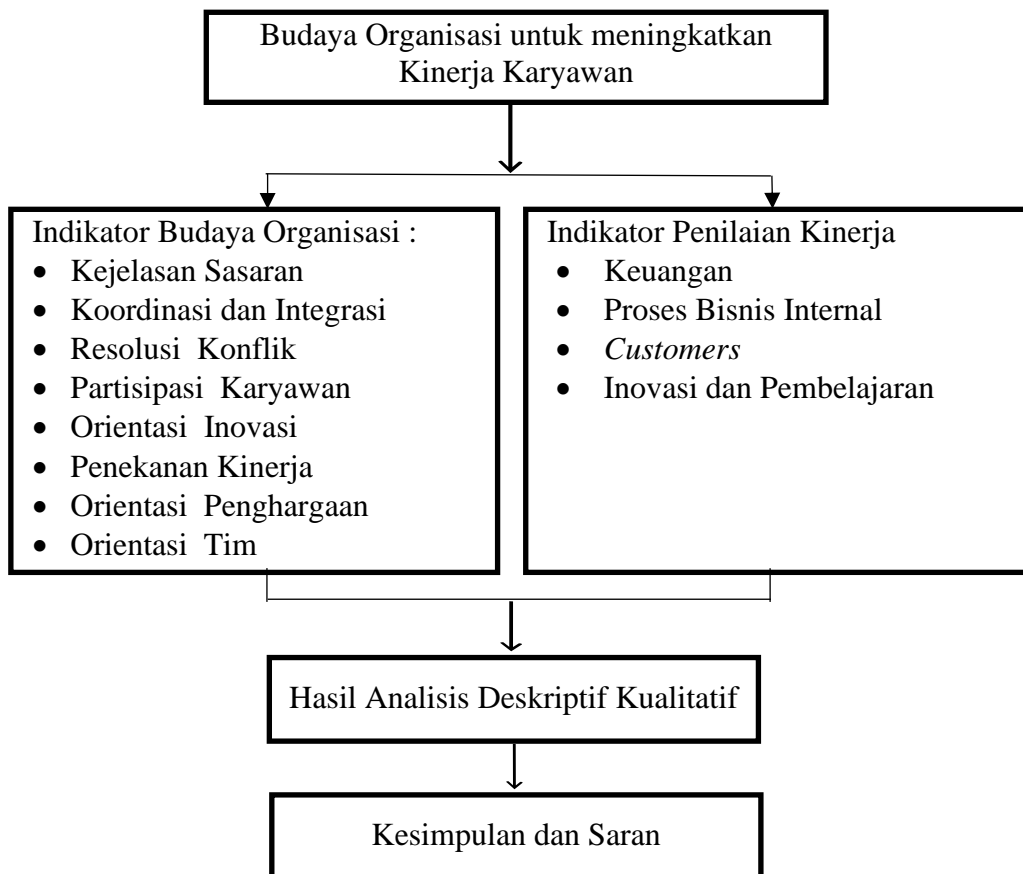 Budaya Organisasi untuk meningkatkan
Kinerja Karyawan
Indikator Budaya Organisasi :
• Kejelasan Sasaran
• Koordinasi dan Integrasi
• Resolusi Konflik
• Partisipasi Karyawan
• Orientasi Inovasi
• Penekanan Kinerja
• Orientasi Penghargaan
• Orientasi Tim
Indikator Penilaian Kinerja
• Keuangan
• Proses Bisnis Internal
• Customers
• Inovasi dan Pembelajaran
Hasil Analisis Deskriptif Kualitatif
Kesimpulan dan Saran